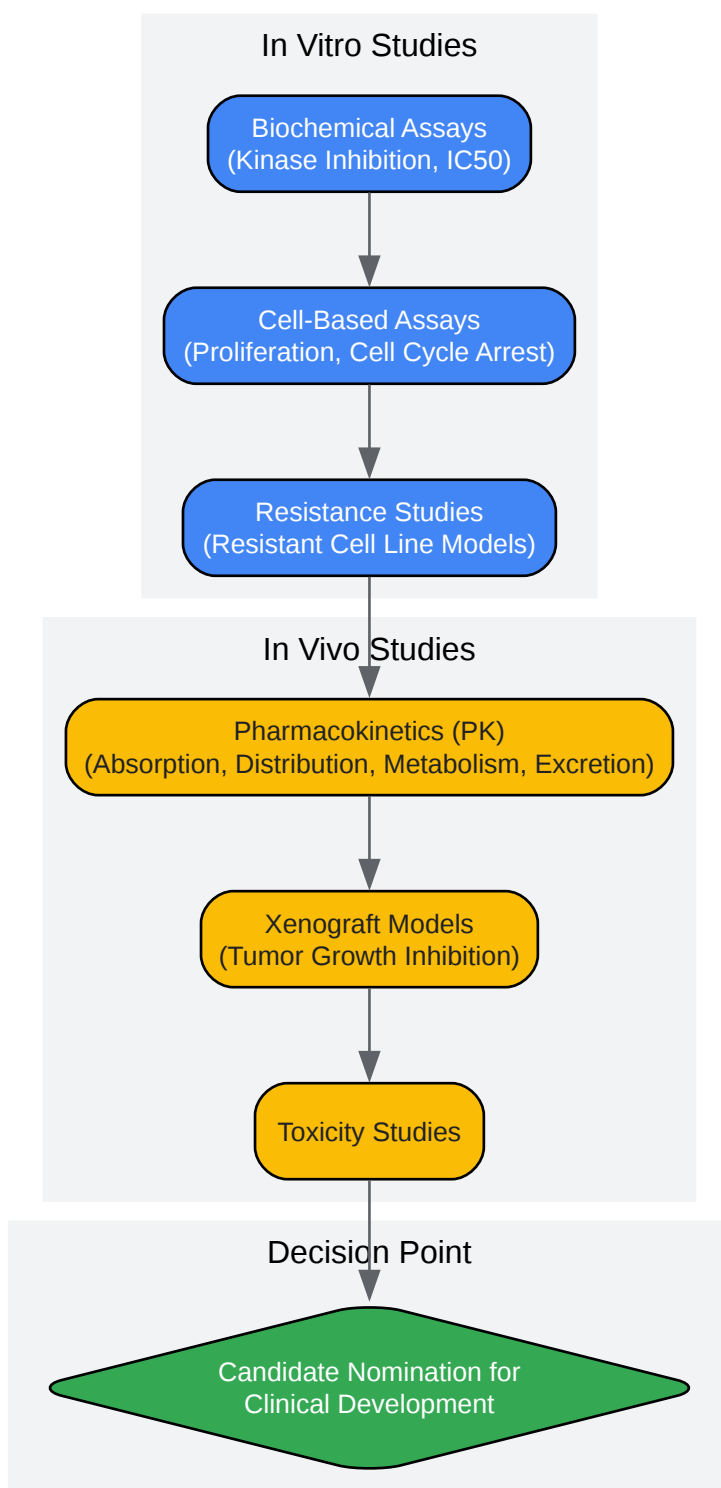 In Vitro Studies
Biochemical Assays
(Kinase Inhibition, IC50)
Cell-Based Assays
(Proliferation, Cell Cycle Arrest)
Resistance Studies
(Resistant Cell Line Models)
In Vivo Studies
Pharmacokinetics (PK)
(Absorption, Distribution, Metabolism, Excretion)
Xenograft Models
(Tumor Growth Inhibition)
Toxicity Studies
Decision Point
Candidate Nomination for
Clinical Development